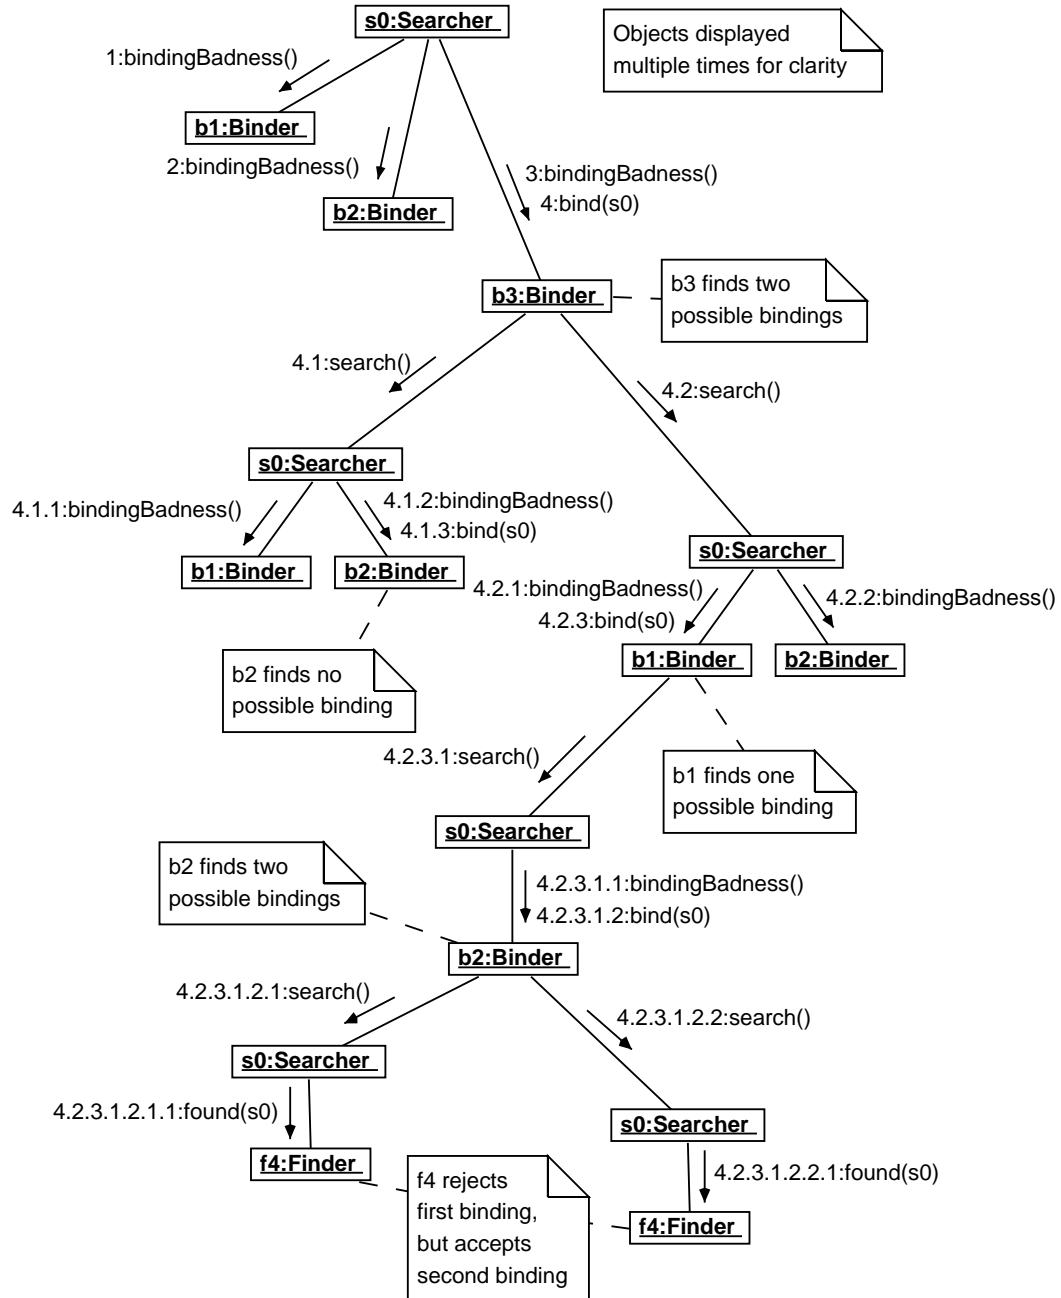 s0:Searcher
Objects displayed
multiple times for clarity
1:bindingBadness()
b1:Binder
2:bindingBadness()
b2:Binder
3:bindingBadness()
4:bind(s0)
b3:Binder
b3 finds two
possible bindings
4.1:search()
4.2:search()
s0:Searcher
4.1.1:bindingBadness()
4.1.2:bindingBadness()
4.1.3:bind(s0)
b1:Binder
b2:Binder
s0:Searcher
4.2.1:bindingBadness()
4.2.3:bind(s0)
4.2.2:bindingBadness()
b1:Binder
b2:Binder
b2 finds no
possible binding
4.2.3.1:search()
b1 finds one
possible binding
s0:Searcher
b2 finds two
possible bindings
4.2.3.1.1:bindingBadness()
4.2.3.1.2:bind(s0)
b2:Binder
4.2.3.1.2.1:search()
4.2.3.1.2.2:search()
s0:Searcher
4.2.3.1.2.1.1:found(s0)
s0:Searcher
f4:Finder
f4 rejects
first binding,
but accepts
second binding
4.2.3.1.2.2.1:found(s0)
f4:Finder